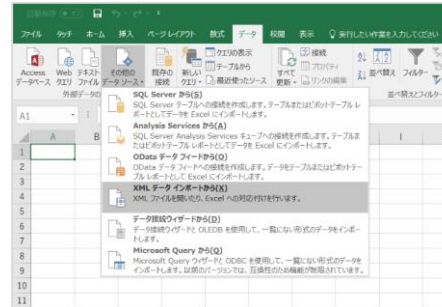 自動保存
ファイル タッチ ホーム 挿入 ページ レイアウト 数式 データ 校閲 表示 実行したい作業を入力してください
Access データベース
Web クエリ
テキスト ファイル
その他の データ ソース
既存の 接続
新しい クエリ
クエリの表示
テーブルから
最近使ったソース
すべて 更新
接続
プロパティ
リンクの編集
並べ替え
フィルター
A1
A B I
SQL Server から(S)
SQL Server テーブルへの接続を作成します。テーブルまたはピボットテーブル レ
ポートとしてデータを Excel にインポートします。
Analysis Services から(A)
SQL Server Analysis Services キューブへの接続を作成します。テーブルま
たはピボットテーブル レポートとしてデータを Excel にインポートします。
OData データ フィードから(O)
OData データ フィードへの接続を作成します。データをテーブルまたはピボットテー
ブル レポートとして Excel にインポートします。
XML データ インポートから(X)
XML ファイルを開いたり、Excel への対応付けを行います。
データ接続ウィザードから(D)
データ接続ウィザードと OLEDB を使用して、一覧にない形式のデータをインポー
トします。
Microsoft Query から(Q)
Microsoft Query ウィザードと ODBC を使用して、一覧にない形式のデータを
インポートします。以前のバージョンでは、互換性のため機能が制限されています。
1
2
3
4
5
6
7
8
9
10
11